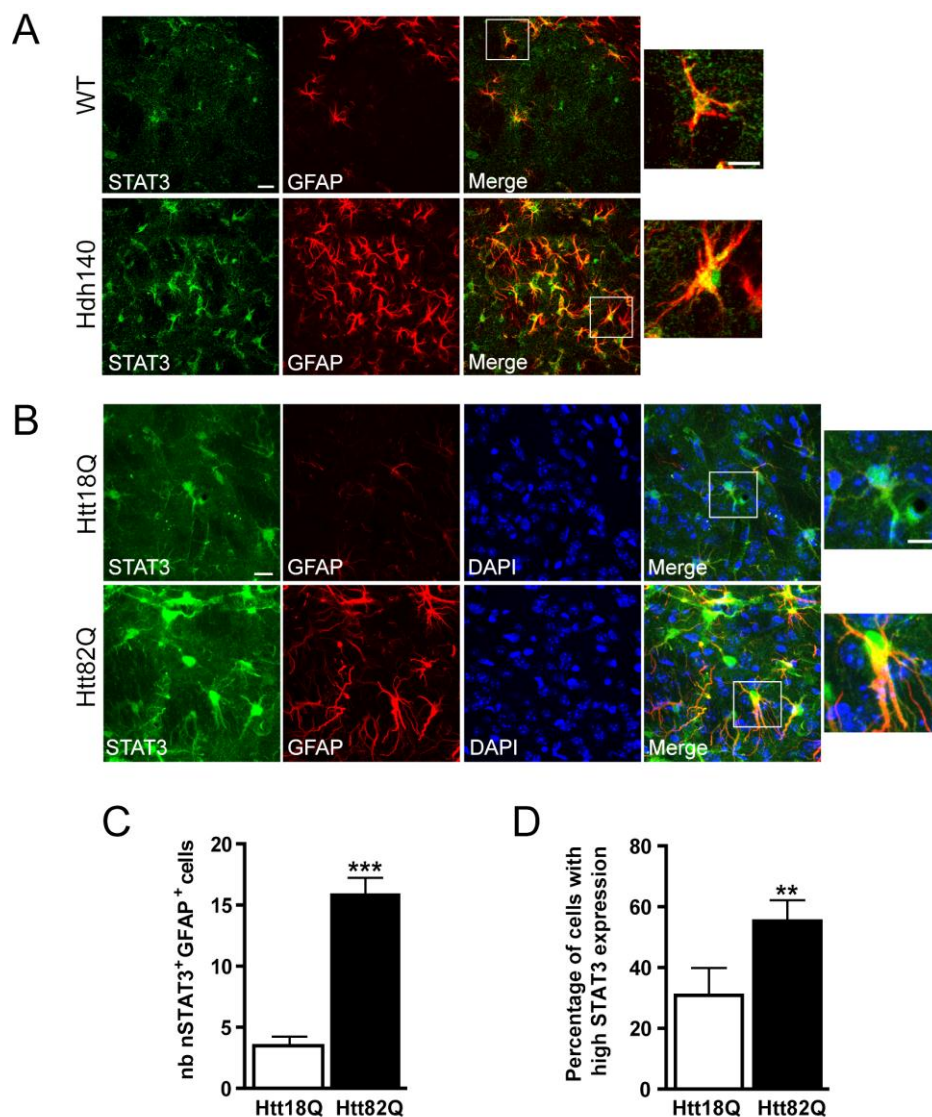 A
WT
STAT3
GFAP
Merge
Hdh140
STAT3
GFAP
Merge
B
Htt18Q
STAT3
GFAP
DAPI
Merge
Htt82Q
STAT3
GFAP
DAPI
Merge
C
nb nSTAT3⁺GFAP⁺ cells
20
15
10
5
0
***
Htt18Q Htt82Q
D
Percentage of cells with
high STAT3 expression
80
60
40
20
0
**
Htt18Q Htt82Q